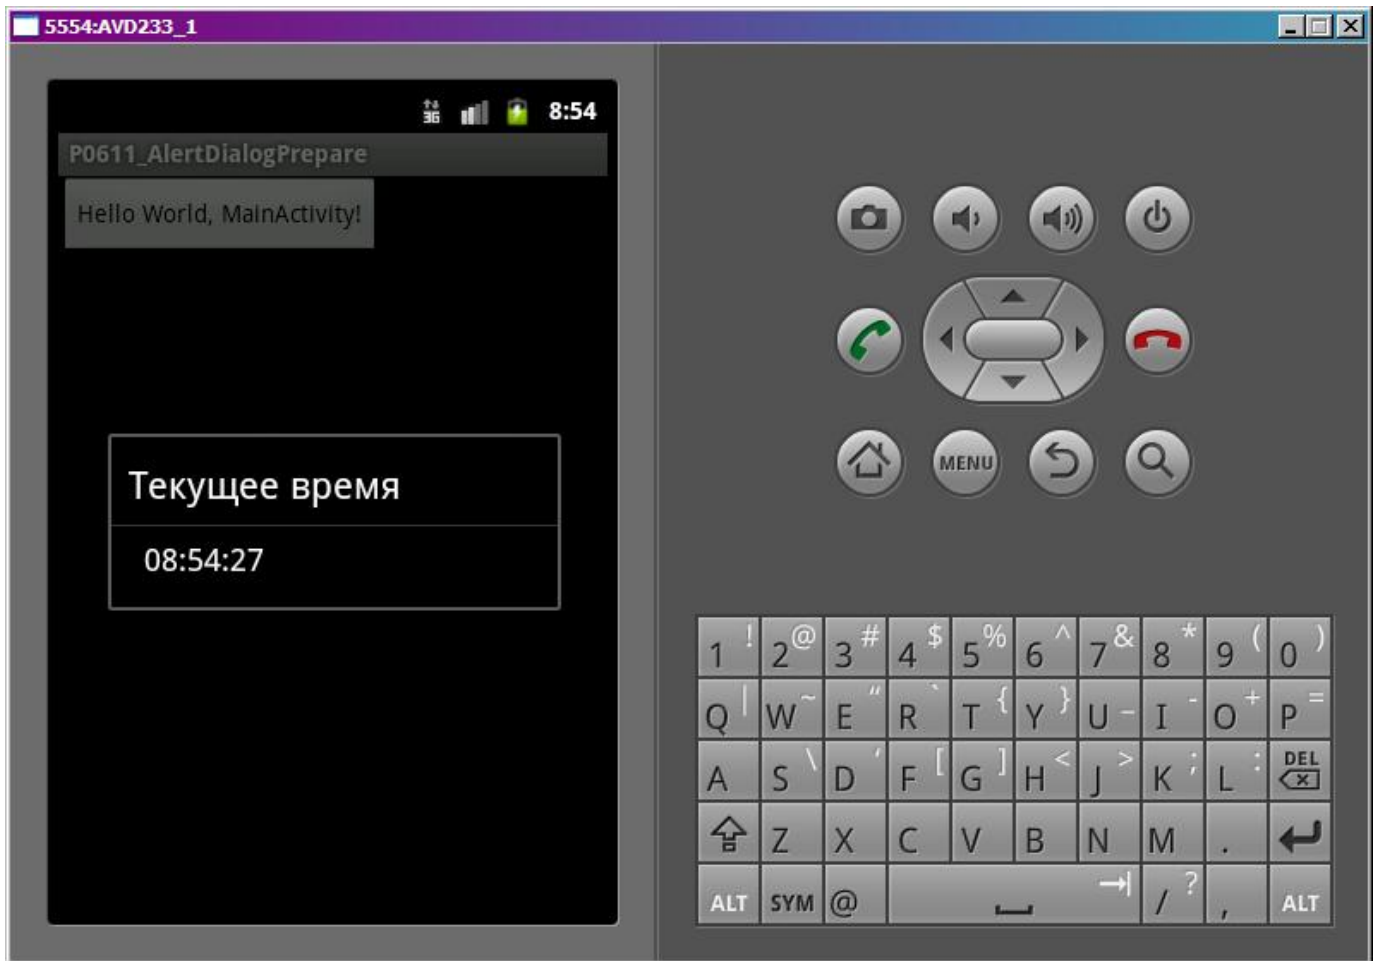 5554:AVD233_1
3G 8:54
P0611_AlertDialogPrepare
Hello World, MainActivity!
Текущее время
08:54:27
MENU
1 ! 2 @ 3 # 4 $ 5 % 6 ^ 7 & 8 * 9 ( 0 )
Q | W ~ E " R ` T { Y } U _ I - O + P =
A S \ D ' F [ G ] H < J > K ; L : DEL
Z X C V B N M .
ALT SYM @ / ? , ALT